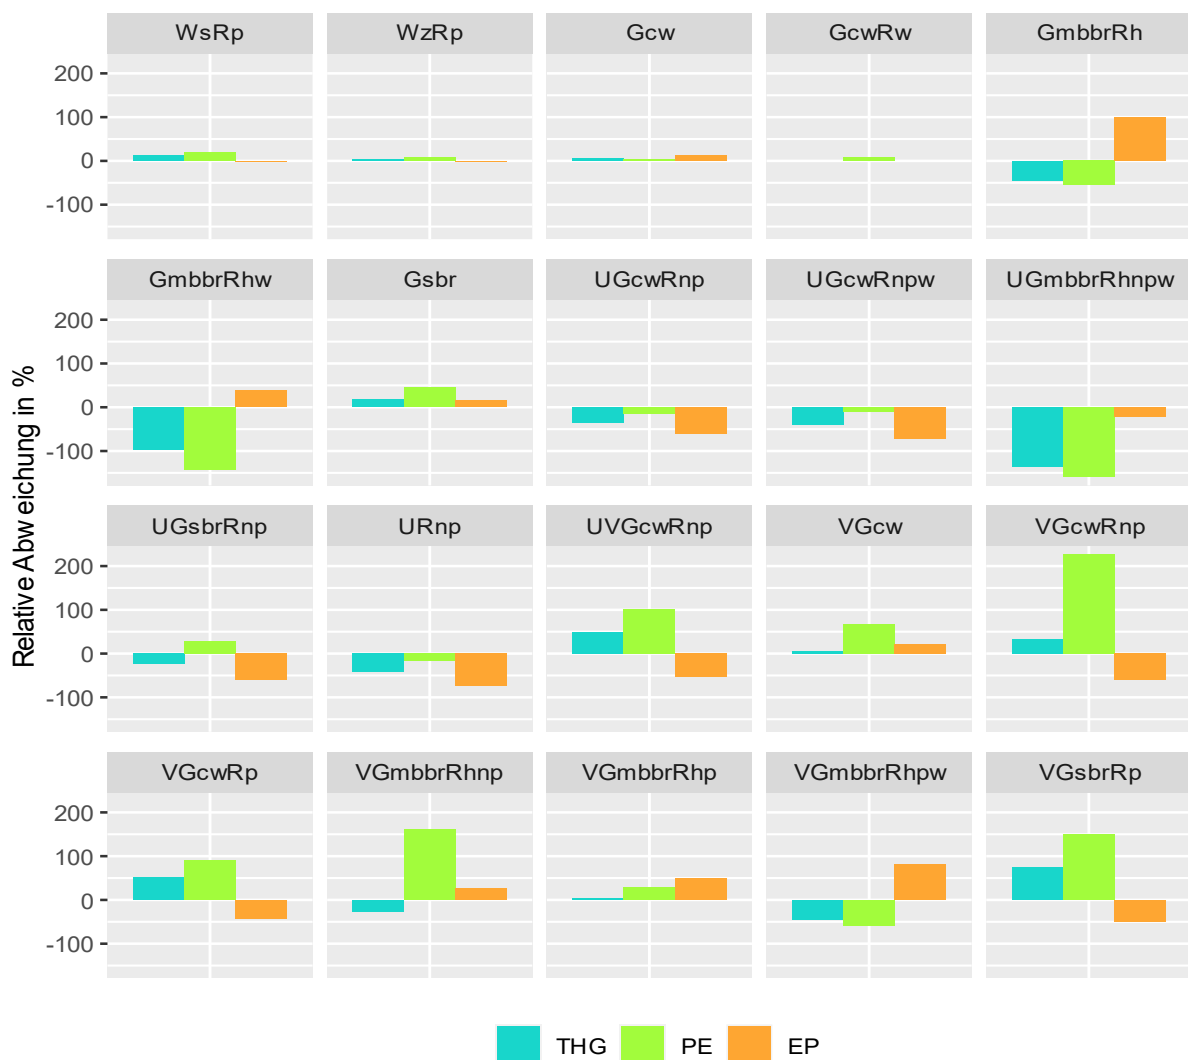 WsRp WzRp Gcw GcwRw GmbbrRh
200
100
0
-100
GmbbrRhw Gsbr UGcwRnp UGcwRnpw UGmbbrRhnpw
200
100
0
-100
Relative Abw eichung in %
UGsbrRnp URnp UVGcwRnp VGcw VGcwRnp
200
100
0
-100
VGcwRp VGmbbrRhnp VGmbbrRhp VGmbbrRhpw VGsbrRp
200
100
0
-100
THG PE EP